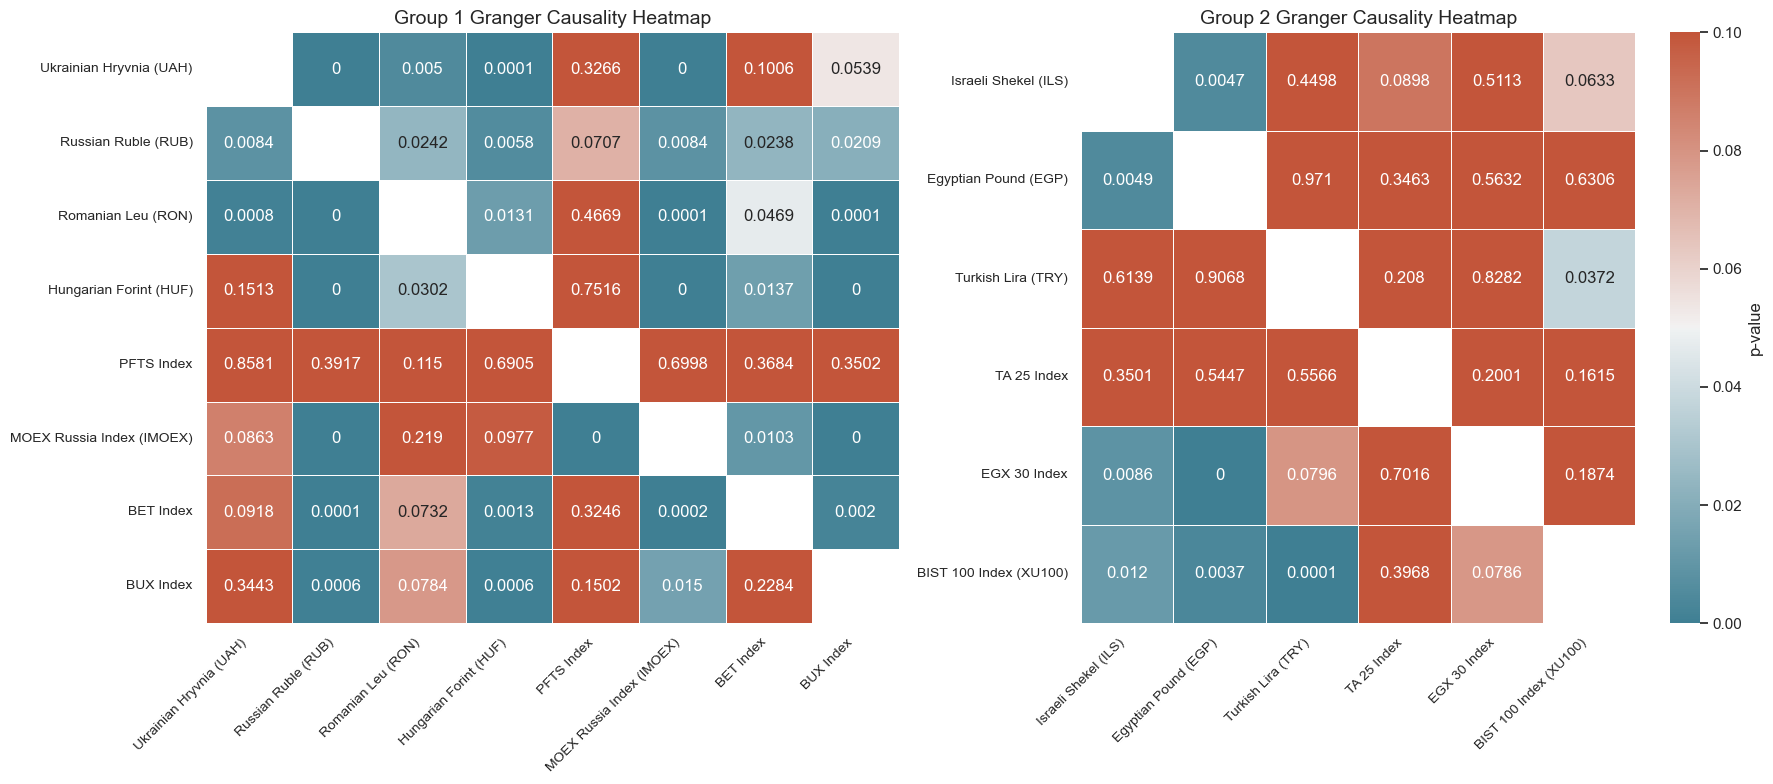 Group 1 Granger Causality Heatmap
Ukrainian Hryvnia (UAH) 0 0.005 0.0001 0.3266 0 0.1006 0.0539
Russian Ruble (RUB) 0.0084 0.0242 0.0058 0.0707 0.0084 0.0238 0.0209
Romanian Leu (RON) 0.0008 0 0.0131 0.4669 0.0001 0.0469 0.0001
Hungarian Forint (HUF) 0.1513 0 0.0302 0.7516 0 0.0137 0
PFTS Index 0.8581 0.3917 0.115 0.6905 0.6998 0.3684 0.3502
MOEX Russia Index (IMOEX) 0.0863 0 0.219 0.0977 0 0.0103 0
BET Index 0.0918 0.0001 0.0732 0.0013 0.3246 0.0002 0.002
BUX Index 0.3443 0.0006 0.0784 0.0006 0.1502 0.015 0.2284
Ukrainian Hryvnia (UAH)
Russian Ruble (RUB)
Romanian Leu (RON)
Hungarian Forint (HUF)
PFTS Index
MOEX Russia Index (IMOEX)
BET Index
BUX Index
Group 2 Granger Causality Heatmap
Israeli Shekel (ILS) 0.0047 0.4498 0.0898 0.5113 0.0633
Egyptian Pound (EGP) 0.0049 0.971 0.3463 0.5632 0.6306
Turkish Lira (TRY) 0.6139 0.9068 0.208 0.8282 0.0372
TA 25 Index 0.3501 0.5447 0.5566 0.2001 0.1615
EGX 30 Index 0.0086 0 0.0796 0.7016 0.1874
BIST 100 Index (XU100) 0.012 0.0037 0.0001 0.3968 0.0786
Israeli Shekel (ILS)
Egyptian Pound (EGP)
Turkish Lira (TRY)
TA 25 Index
EGX 30 Index
BIST 100 Index (XU100)
0.10
0.08
0.06
0.04
0.02
0.00
p-value